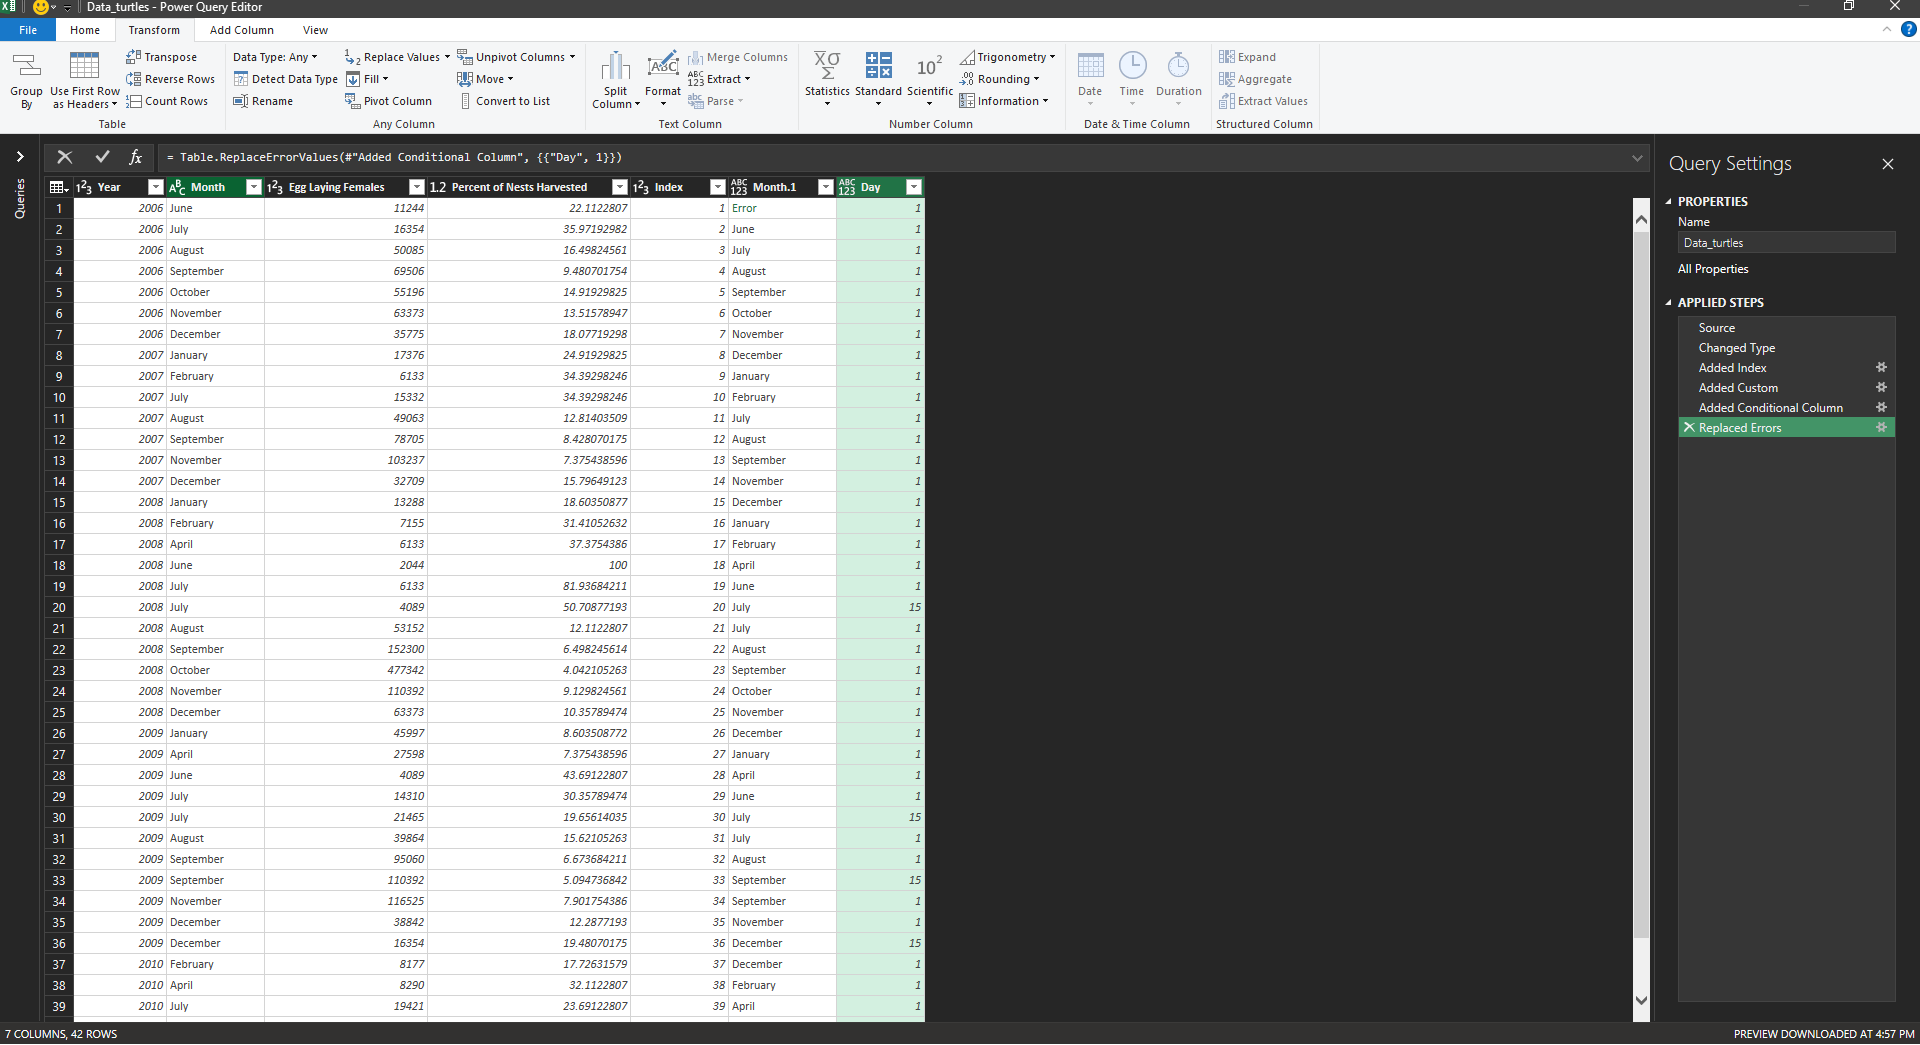 Data_turtles - Power Query Editor
File Home Transform Add Column View
Group By
Use First Row as Headers
Transpose
Reverse Rows
Count Rows
Table
Data Type: Any
Detect Data Type
Rename
Replace Values
Fill
Pivot Column
Unpivot Columns
Move
Convert to List
Any Column
Split Column
Format
Merge Columns
Extract
Parse
Text Column
Statistics
Standard
Scientific
Trigonometry
Rounding
Information
Number Column
Date
Time
Duration
Date & Time Column
Expand
Aggregate
Extract Values
Structured Column
Queries
fx = Table.ReplaceErrorValues(#"Added Conditional Column", {{"Day", 1}})
Year Month Egg Laying Females 1.2 Percent of Nests Harvested Index Month.1 Day
1 2006 June 11244 22.1122807 1 Error 1
2 2006 July 16354 35.97192982 2 June 1
3 2006 August 50085 16.49824561 3 July 1
4 2006 September 69506 9.480701754 4 August 1
5 2006 October 55196 14.91929825 5 September 1
6 2006 November 63373 13.51578947 6 October 1
7 2006 December 35775 18.07719298 7 November 1
8 2007 January 17376 24.91929825 8 December 1
9 2007 February 6133 34.39298246 9 January 1
10 2007 July 15332 34.39298246 10 February 1
11 2007 August 49063 12.81403509 11 July 1
12 2007 September 78705 8.428070175 12 August 1
13 2007 November 103237 7.375438596 13 September 1
14 2007 December 32709 15.79649123 14 November 1
15 2008 January 13288 18.60350877 15 December 1
16 2008 February 7155 31.41052632 16 January 1
17 2008 April 6133 37.3754386 17 February 1
18 2008 June 2044 100 18 April 1
19 2008 July 6133 81.93684211 19 June 1
20 2008 July 4089 50.70877193 20 July 15
21 2008 August 53152 12.1122807 21 July 1
22 2008 September 152300 6.498245614 22 August 1
23 2008 October 477342 4.042105263 23 September 1
24 2008 November 110392 9.129824561 24 October 1
25 2008 December 63373 10.35789474 25 November 1
26 2009 January 45997 8.603508772 26 December 1
27 2009 April 27598 7.375438596 27 January 1
28 2009 June 4089 43.69122807 28 April 1
29 2009 July 14310 30.35789474 29 June 1
30 2009 July 21465 19.65614035 30 July 15
31 2009 August 39864 15.62105263 31 July 1
32 2009 September 95060 6.673684211 32 August 1
33 2009 September 110392 5.094736842 33 September 15
34 2009 November 116525 7.901754386 34 September 1
35 2009 December 38842 12.2877193 35 November 1
36 2009 December 16354 19.48070175 36 December 15
37 2010 February 8177 17.72631579 37 December 1
38 2010 April 8290 32.1122807 38 February 1
39 2010 July 19421 23.69122807 39 April 1
Query Settings
PROPERTIES
Name
Data_turtles
All Properties
APPLIED STEPS
Source
Changed Type
Added Index
Added Custom
Added Conditional Column
Replaced Errors
7 COLUMNS, 42 ROWS
PREVIEW DOWNLOADED AT 4:57 PM